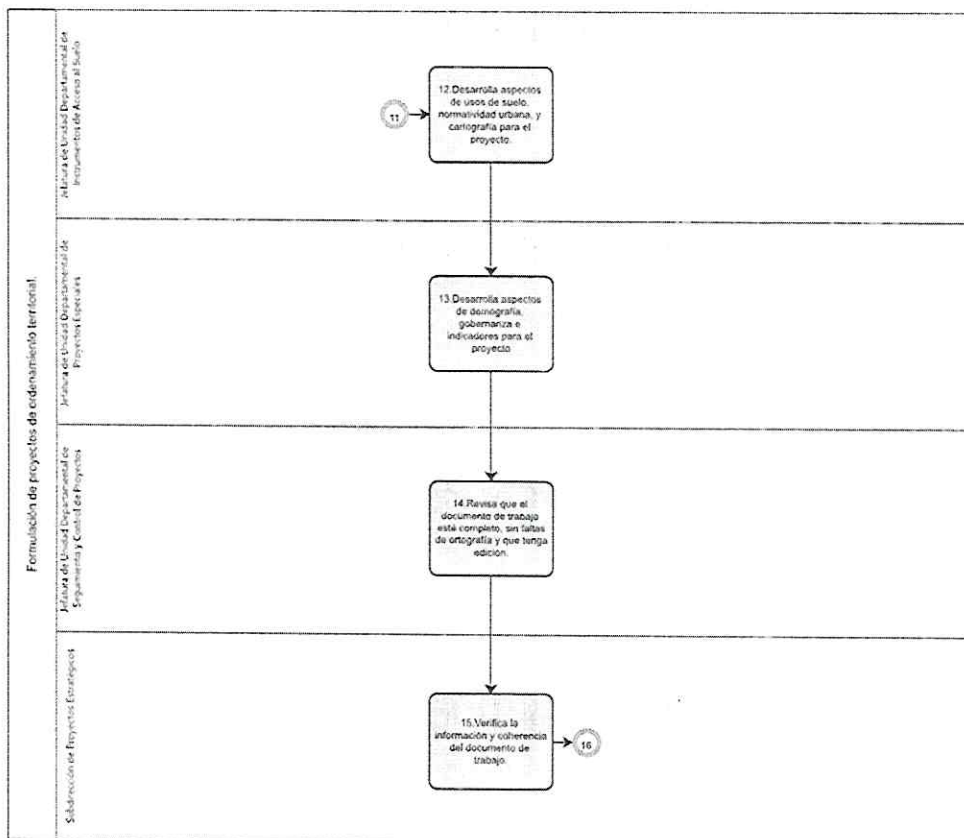 Formulación de proyectos de ordenamiento territorial.
Jefatura de Unidad Departamental de
Instrumentos de Acceso al Suelo
11
12.Desarrolla aspectos
de usos de suelo,
normatividad urbana, y
cartografía para el
proyecto.
Jefatura de Unidad Departamental de
Proyectos Especiales
13.Desarrolla aspectos
de demografía,
gobernanza e
indicadores para el
proyecto
Jefatura de Unidad Departamental de
Seguimiento y Control de Proyectos
14.Revisa que el
documento de trabajo
esté completo, sin faltas
de ortografía y que tenga
edición.
Subdirección de Proyectos Estratégicos
15.Verifica la
información y coherencia
del documento de
trabajo.
16